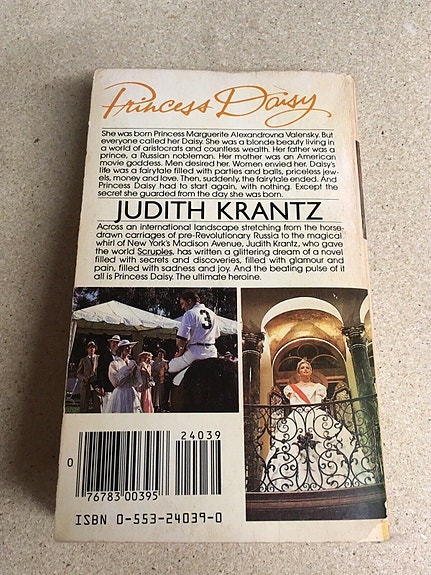 Princess Daisy
She was born Princess Marguerite Alexandrovna Valensky. But
everyone called her Daisy. She was a blonde beauty living in
a world of aristocrats and countless wealth. Her father was a
prince, a Russian nobleman. Her mother was an American
movie goddess. Men desired her. Women envied her. Daisy's
life was a fairytale filled with parties and balls, priceless jew-
els, money and love. Then, suddenly, the fairytale ended. And
Princess Daisy had to start again, with nothing. Except the
secret she guarded from the day she was born.
JUDITH KRANTZ
Across an international landscape stretching from the horse-
drawn carriages of pre-Revolutionary Russia to the magical
whirl of New York's Madison Avenue, Judith Krantz, who gave
the world Scruples, has written a glittering dream of a novel
filled with secrets and discoveries, filled with glamour and
pain, filled with sadness and joy. And the beating pulse of it
all is Princess Daisy. The ultimate heroine.
3
24039
0
76783 00395
ISBN 0-553-24039-0